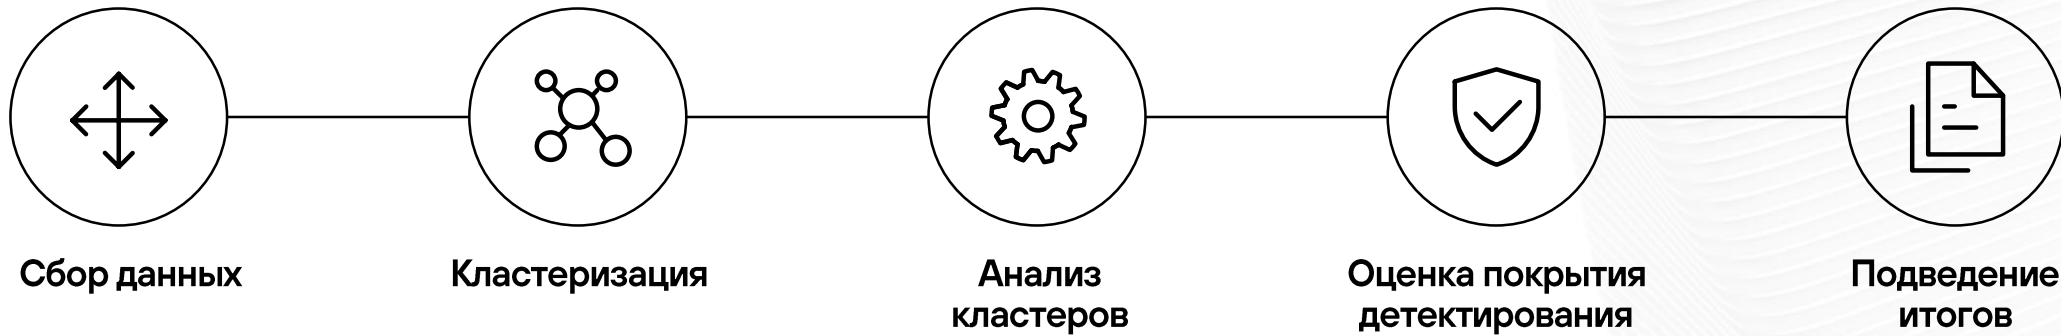 Сбор данных
Кластеризация
Анализ
кластеров
Оценка покрытия
детектирования
Подведение
итогов